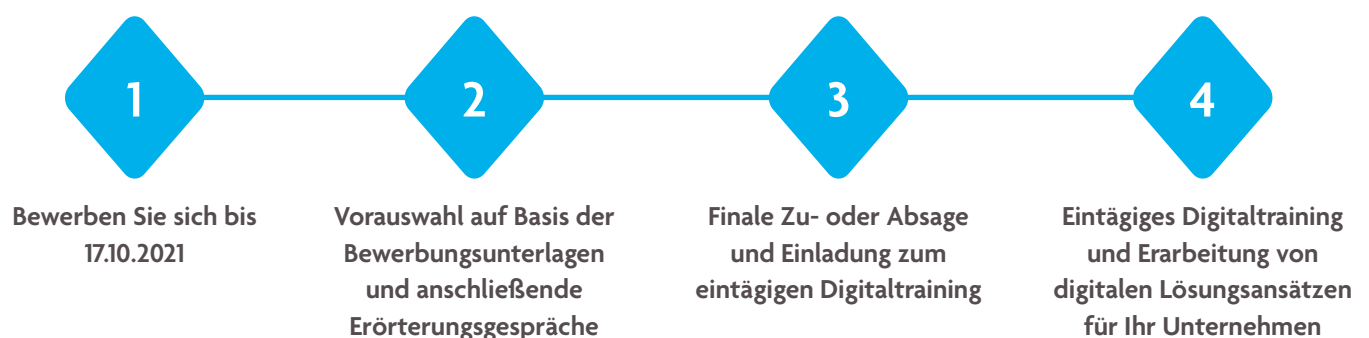 1
2
3
4
Bewerben Sie sich bis
17.10.2021
Vorauswahl auf Basis der
Bewerbungsunterlagen
und anschließende
Erörterungsgespräche
Finale Zu- oder Absage
und Einladung zum
eintägigen Digitaltraining
Eintägiges Digitaltraining
und Erarbeitung von
digitalen Lösungsansätzen
für Ihr Unternehmen